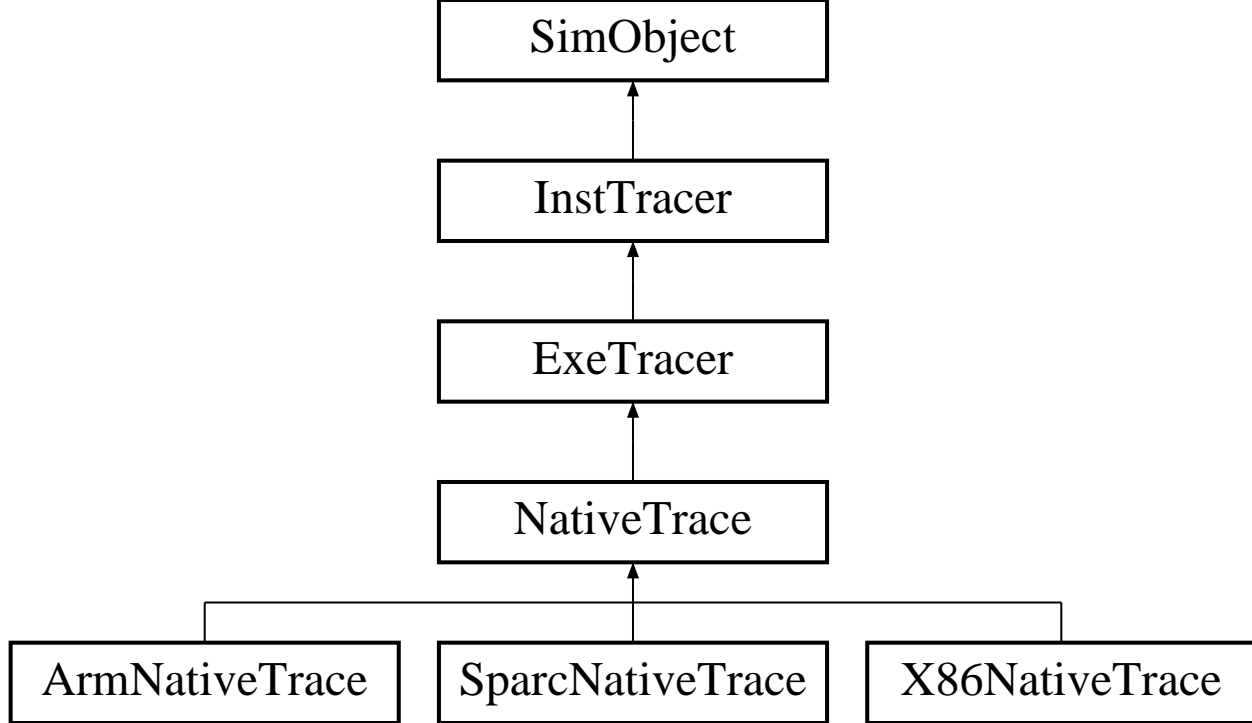 SimObject
InstTracer
ExeTracer
NativeTrace
ArmNativeTrace
SparcNativeTrace
X86NativeTrace